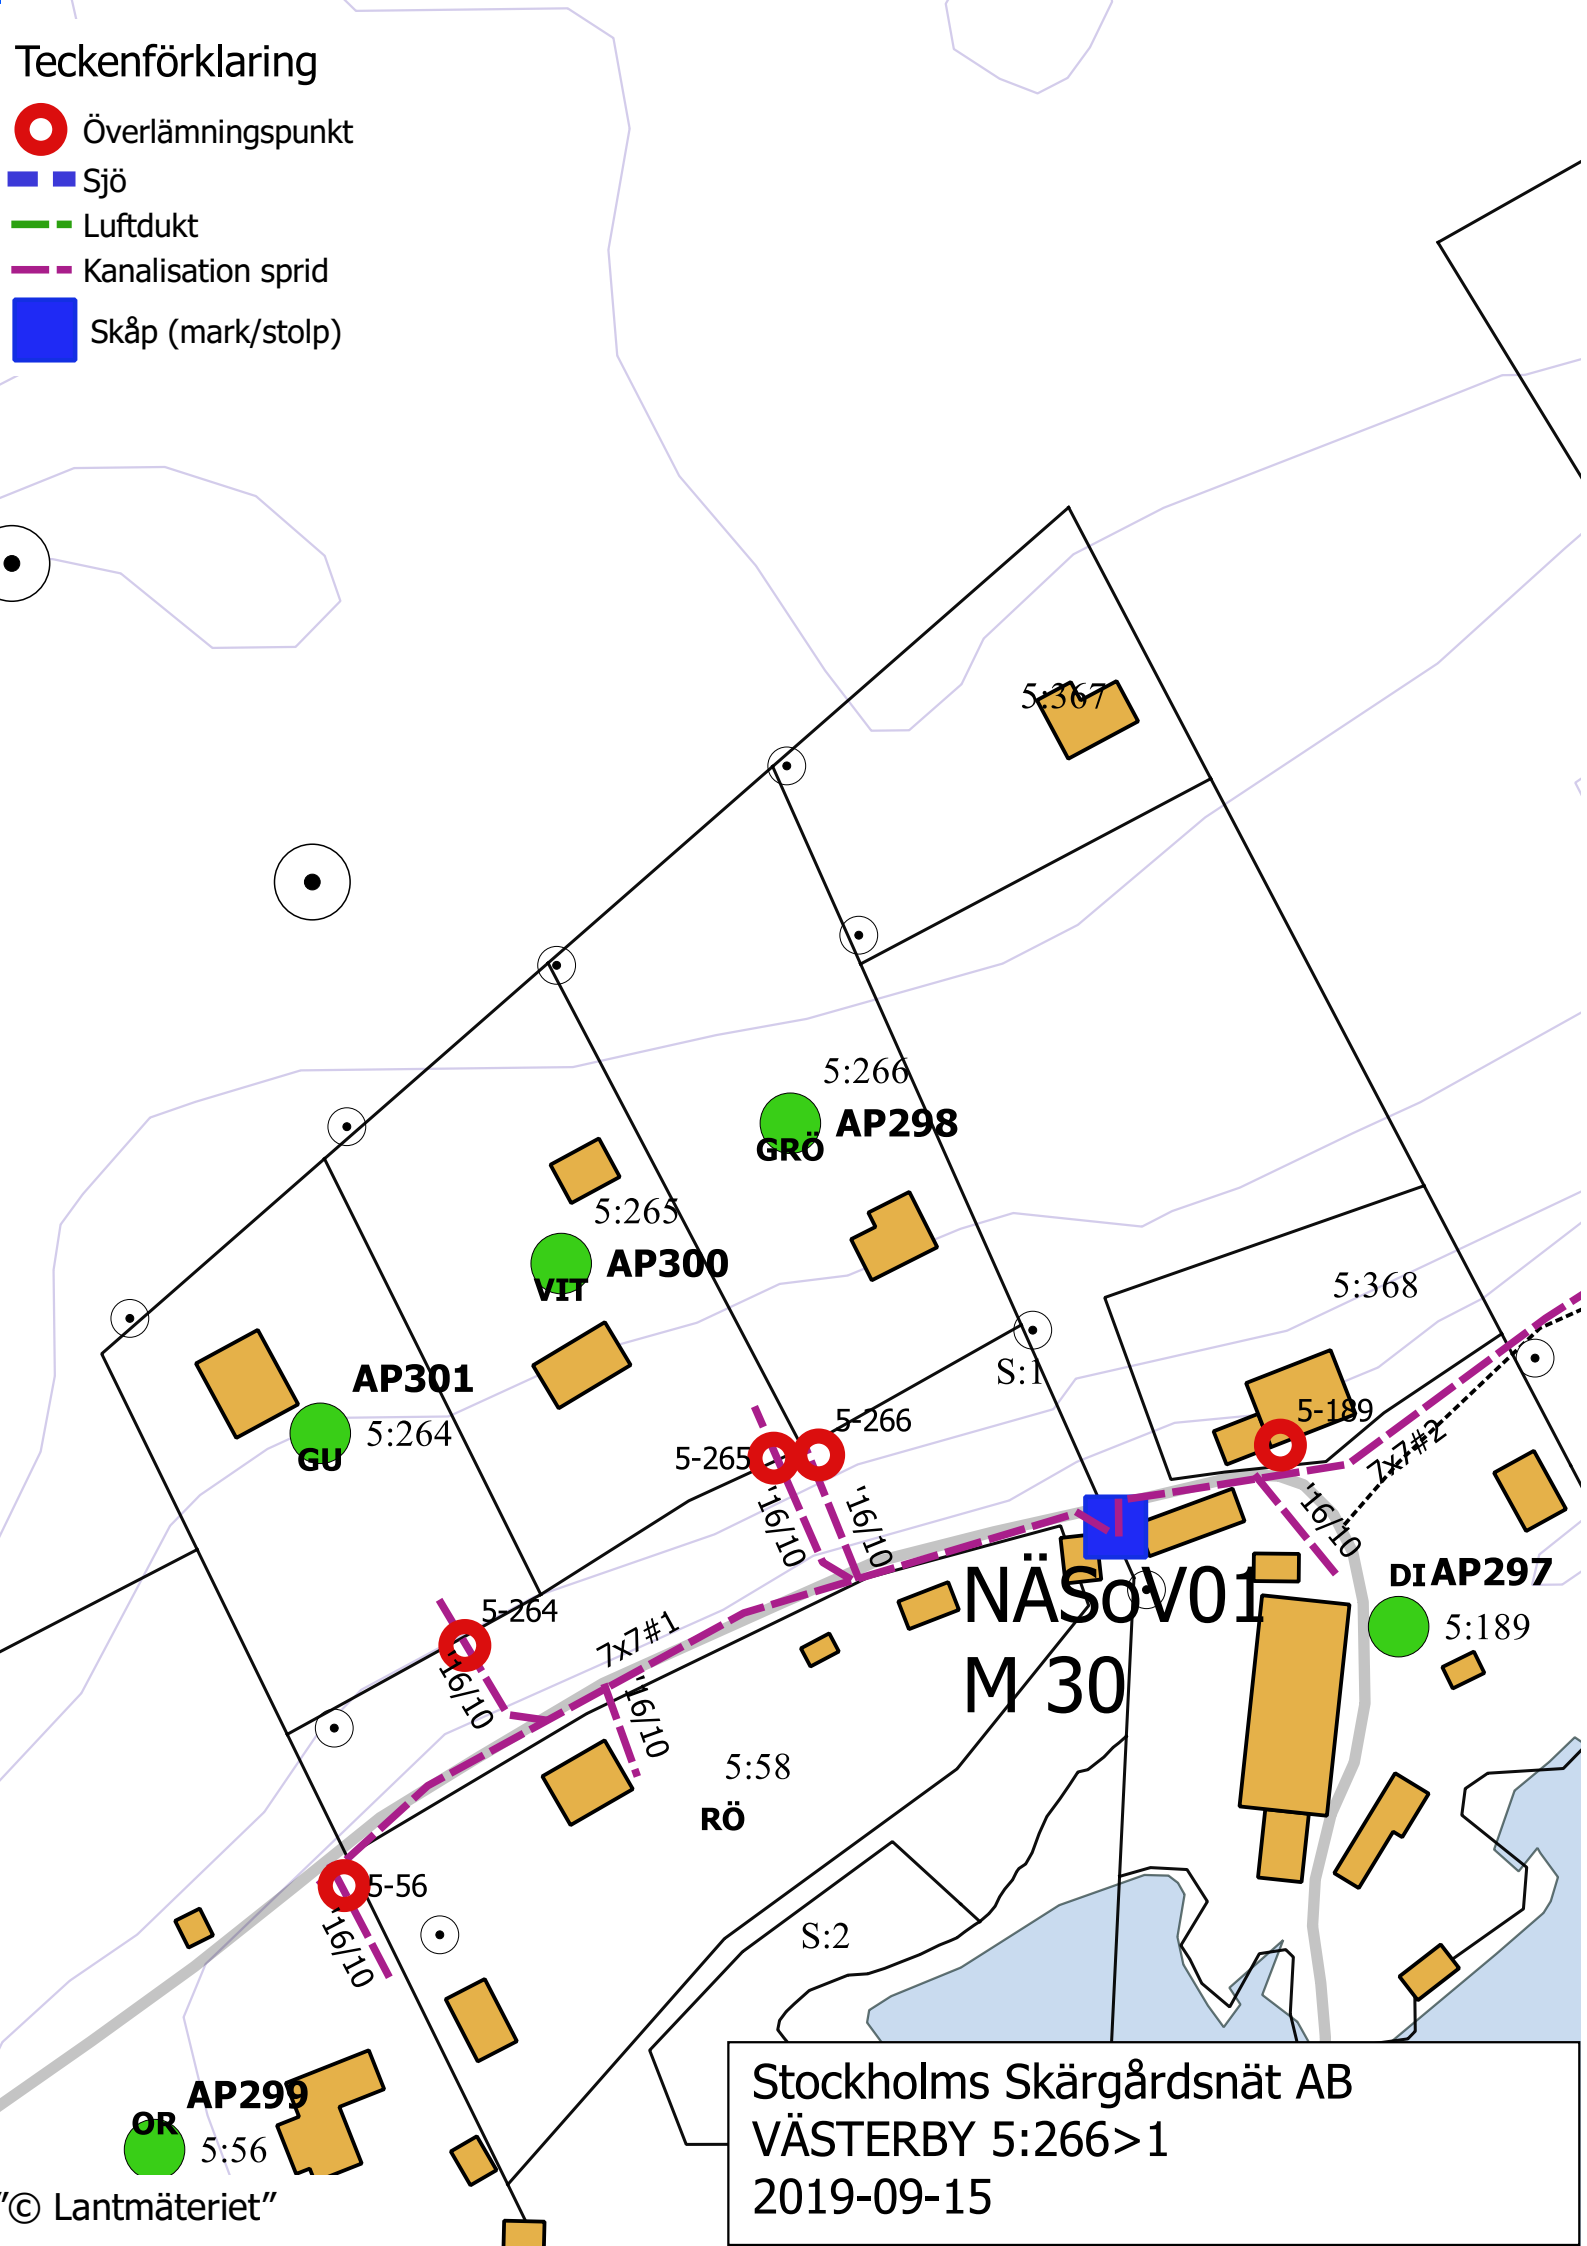 Teckenförklaring
Överlämningspunkt
Sjö
Luftdukt
Kanalisation sprid
Skåp (mark/stolp)
5:367
5:266
AP298
GRÖ
5:265
AP300
VIT
AP301
5:264
GU
5:368
S:1
5-266
5-265
5-189
7x7#2
'16/10
'16/10
'16/10
NÄSoV01
M 30
DI AP297
5:189
5-264
7x7#1
'16/10
'16/10
5:58
RÖ
5-56
'16/10
S:2
AP299
OR
5:56
"© Lantmäteriet"
Stockholms Skärgårdsnät AB
VÄSTERBY 5:266>1
2019-09-15